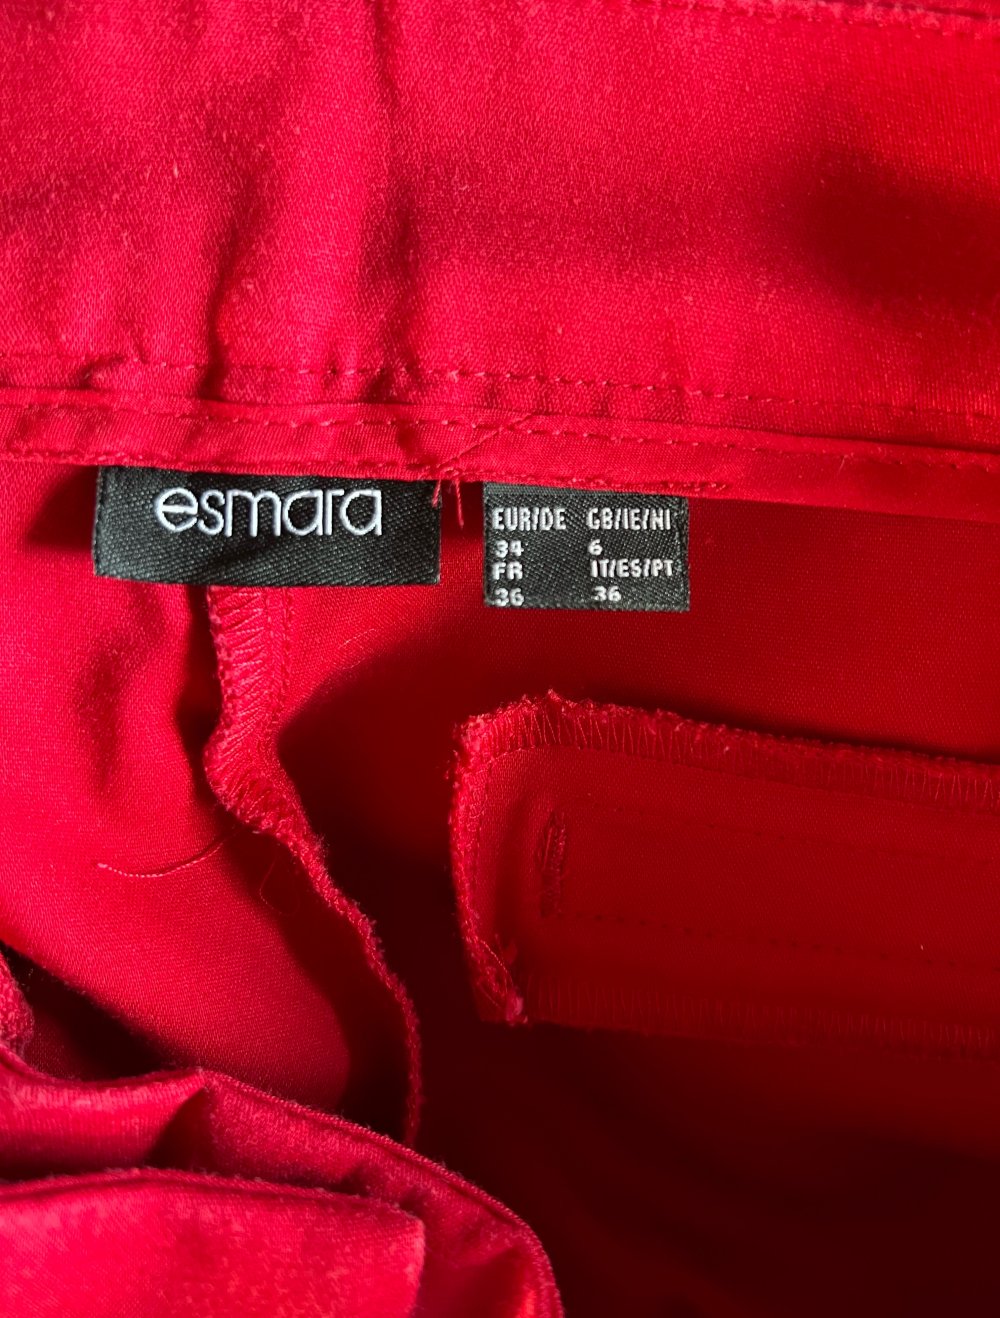 esmara
EUR/DE GB/IE/NI
34 6
FR IT/ES/PT
36 36